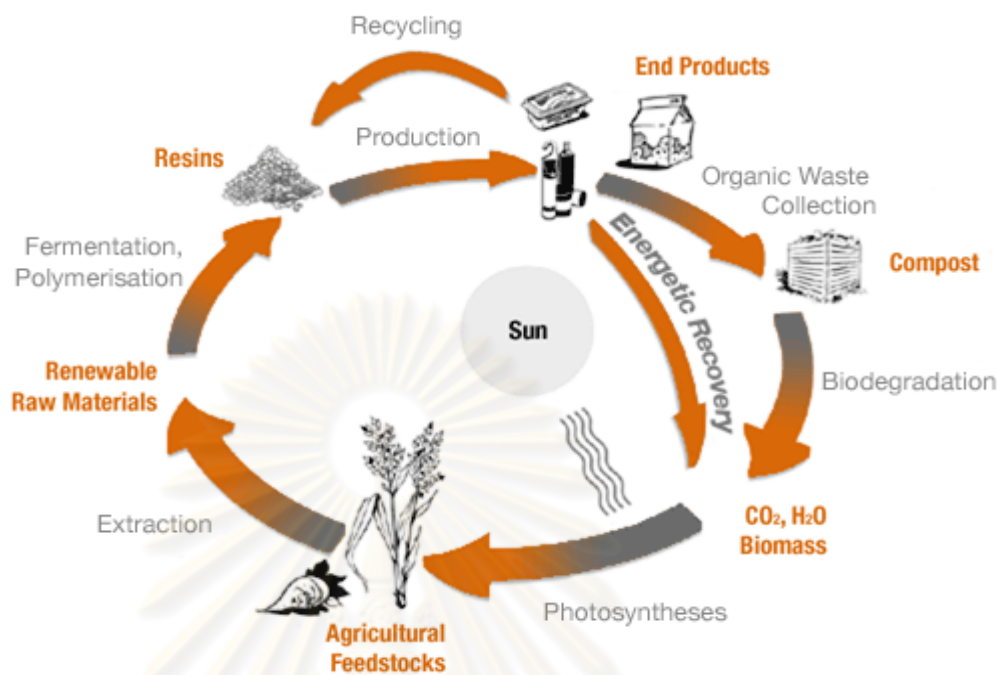 Recycling
End Products
Production
Resins
Organic Waste
Collection
Fermentation,
Polymerisation
Energetic Recovery
Compost
Sun
Renewable
Raw Materials
Biodegradation
Extraction
CO₂, H₂O
Biomass
Photosyntheses
Agricultural
Feedstocks